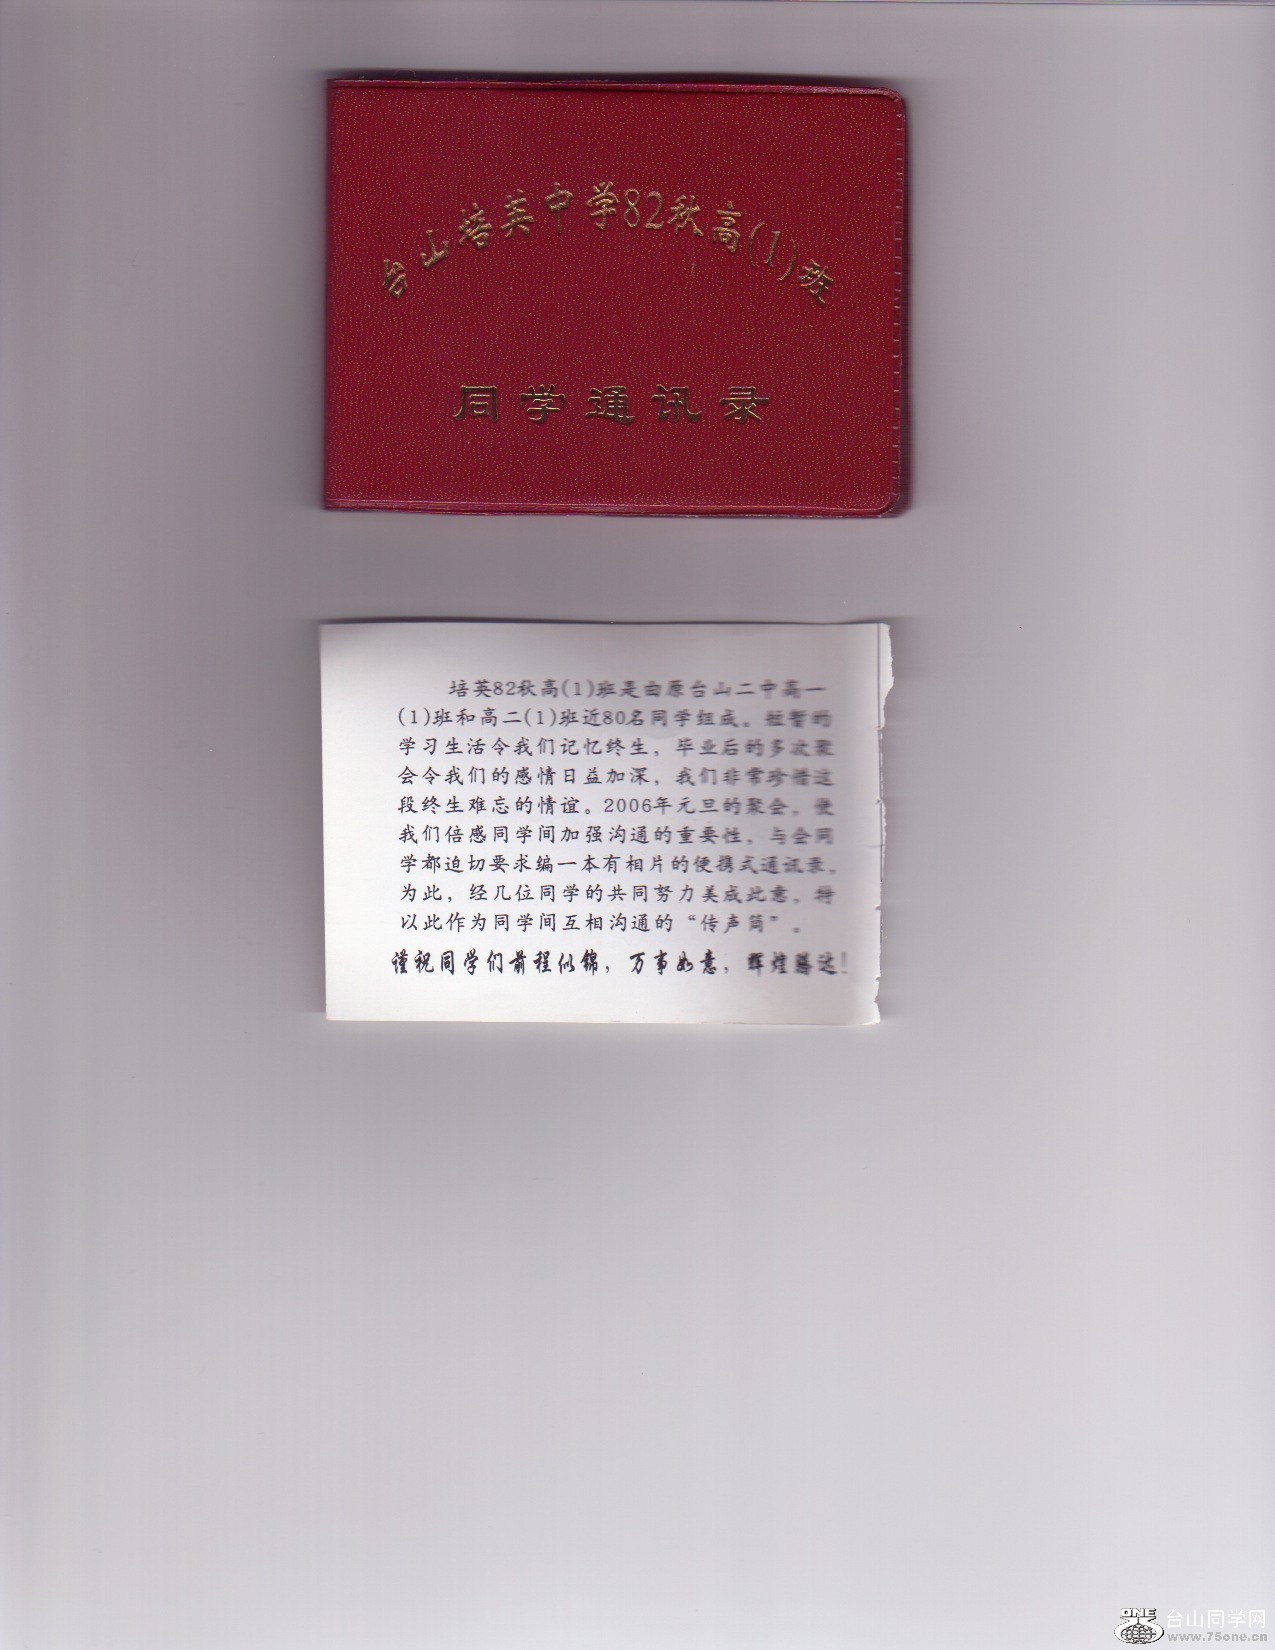 台山培英中学82秋高(1)班
同学通讯录
培英82秋高(1)班是由原台山二中高一
(1)班和高二(1)班近80名同学组成。短暂的
学习生活令我们记忆终生，毕业后的多次聚
会令我们的感情日益加深，我们非常珍惜这
段终生难忘的情谊。2006年元旦的聚会，使
我们倍感同学间加强沟通的重要性，与会同
学都迫切要求编一本有相片的便携式通讯录。
为此，经几位同学的共同努力美成此意，特
以此作为同学间互相沟通的“传声筒”。
谨祝同学们前程似锦，万事如意，辉煌腾达！
ONE 台山同学网
www.75one.cn